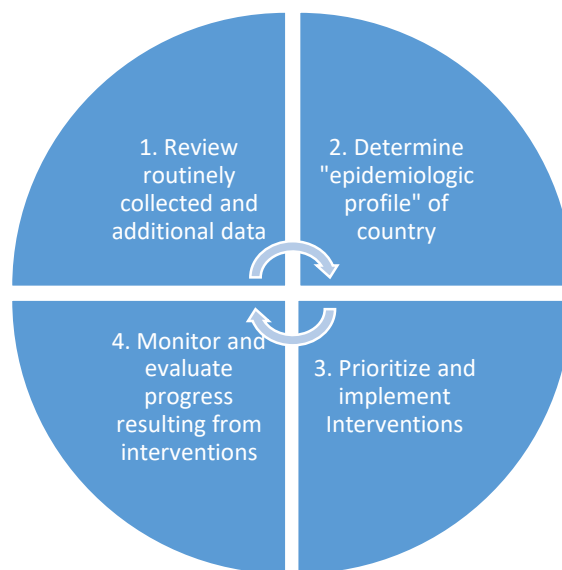 1. Review
routinely
collected and
additional data
2. Determine
"epidemiologic
profile" of
country
3. Prioritize and
implement
Interventions
4. Monitor and
evaluate
progress
resulting from
interventions